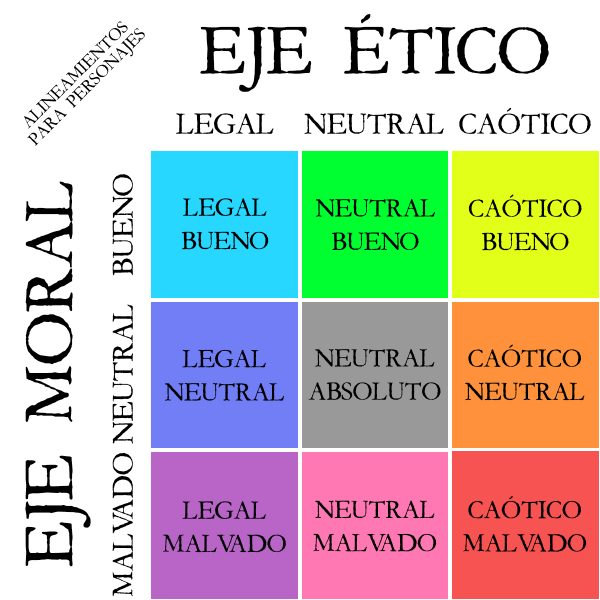 ALINEAMIENTOS
PARA PERSONAJES
EJE ÉTICO
LEGAL NEUTRAL CAÓTICO
EJE MORAL
BUENO
NEUTRAL
MALVADO
LEGAL
BUENO
NEUTRAL
BUENO
CAÓTICO
BUENO
LEGAL
NEUTRAL
NEUTRAL
ABSOLUTO
CAÓTICO
NEUTRAL
LEGAL
MALVADO
NEUTRAL
MALVADO
CAÓTICO
MALVADO